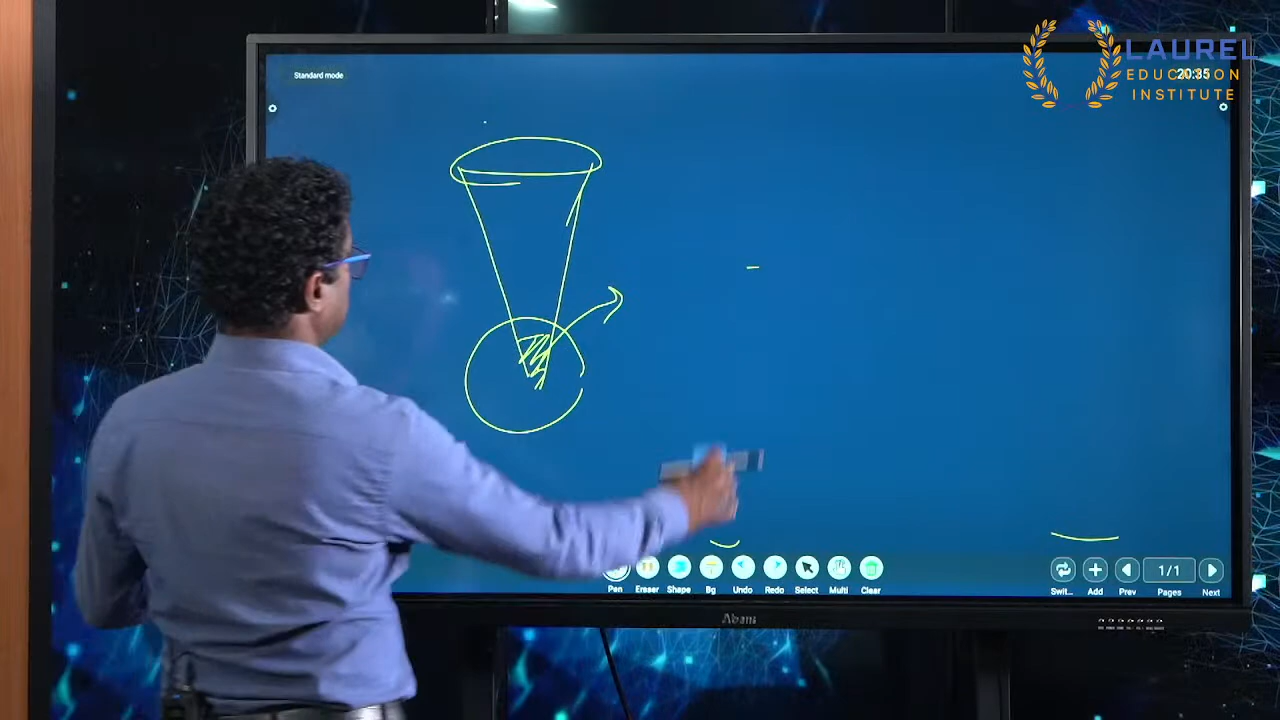 LAUREL
Standard mode
20:35
EDUCATION
INSTITUTE
1/1
Pen Eraser Shape Bg Undo Redo Select Multi Clear
Swit... Add Prev Pages Next